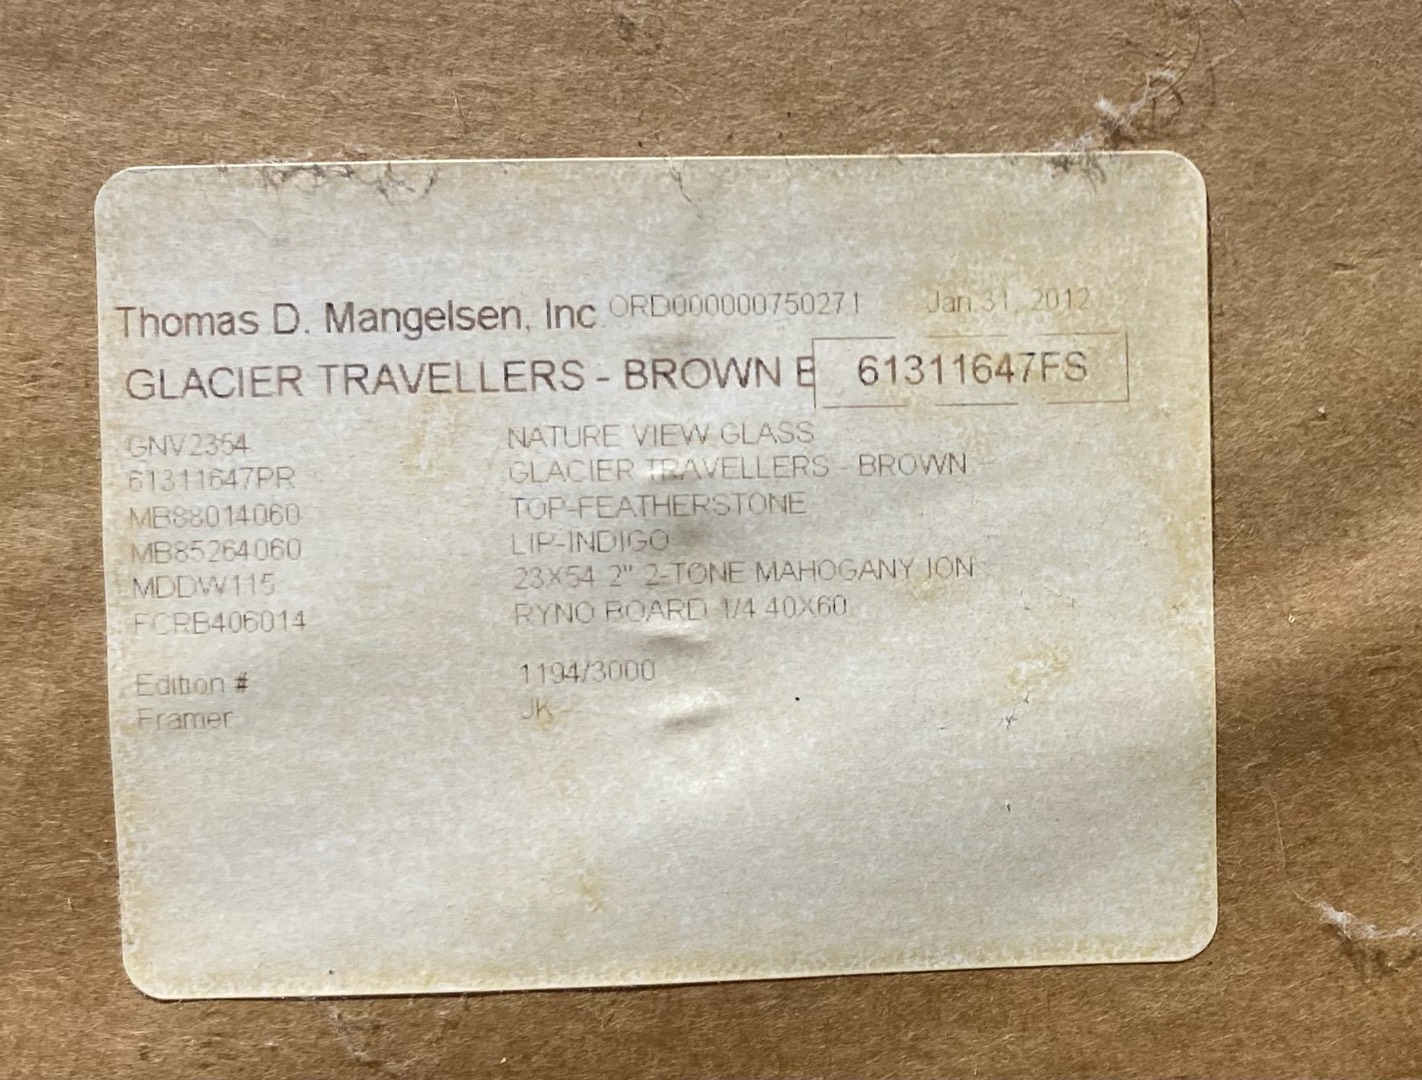 Thomas D. Mangelsen, Inc ORD000000750271 Jan 31, 2012
GLACIER TRAVELLERS - BROWN B 61311647FS
GNV2354 NATURE VIEW GLASS
61311647PR GLACIER TRAVELLERS - BROWN
MB88014060 TOP-FEATHERSTONE
MB85264060 LIP-INDIGO
MDDW115 23X54 2" 2-TONE MAHOGANY ION
FCRB406014 RYNO BOARD 1/4 40X60
Edition # 1194/3000
Framer JK